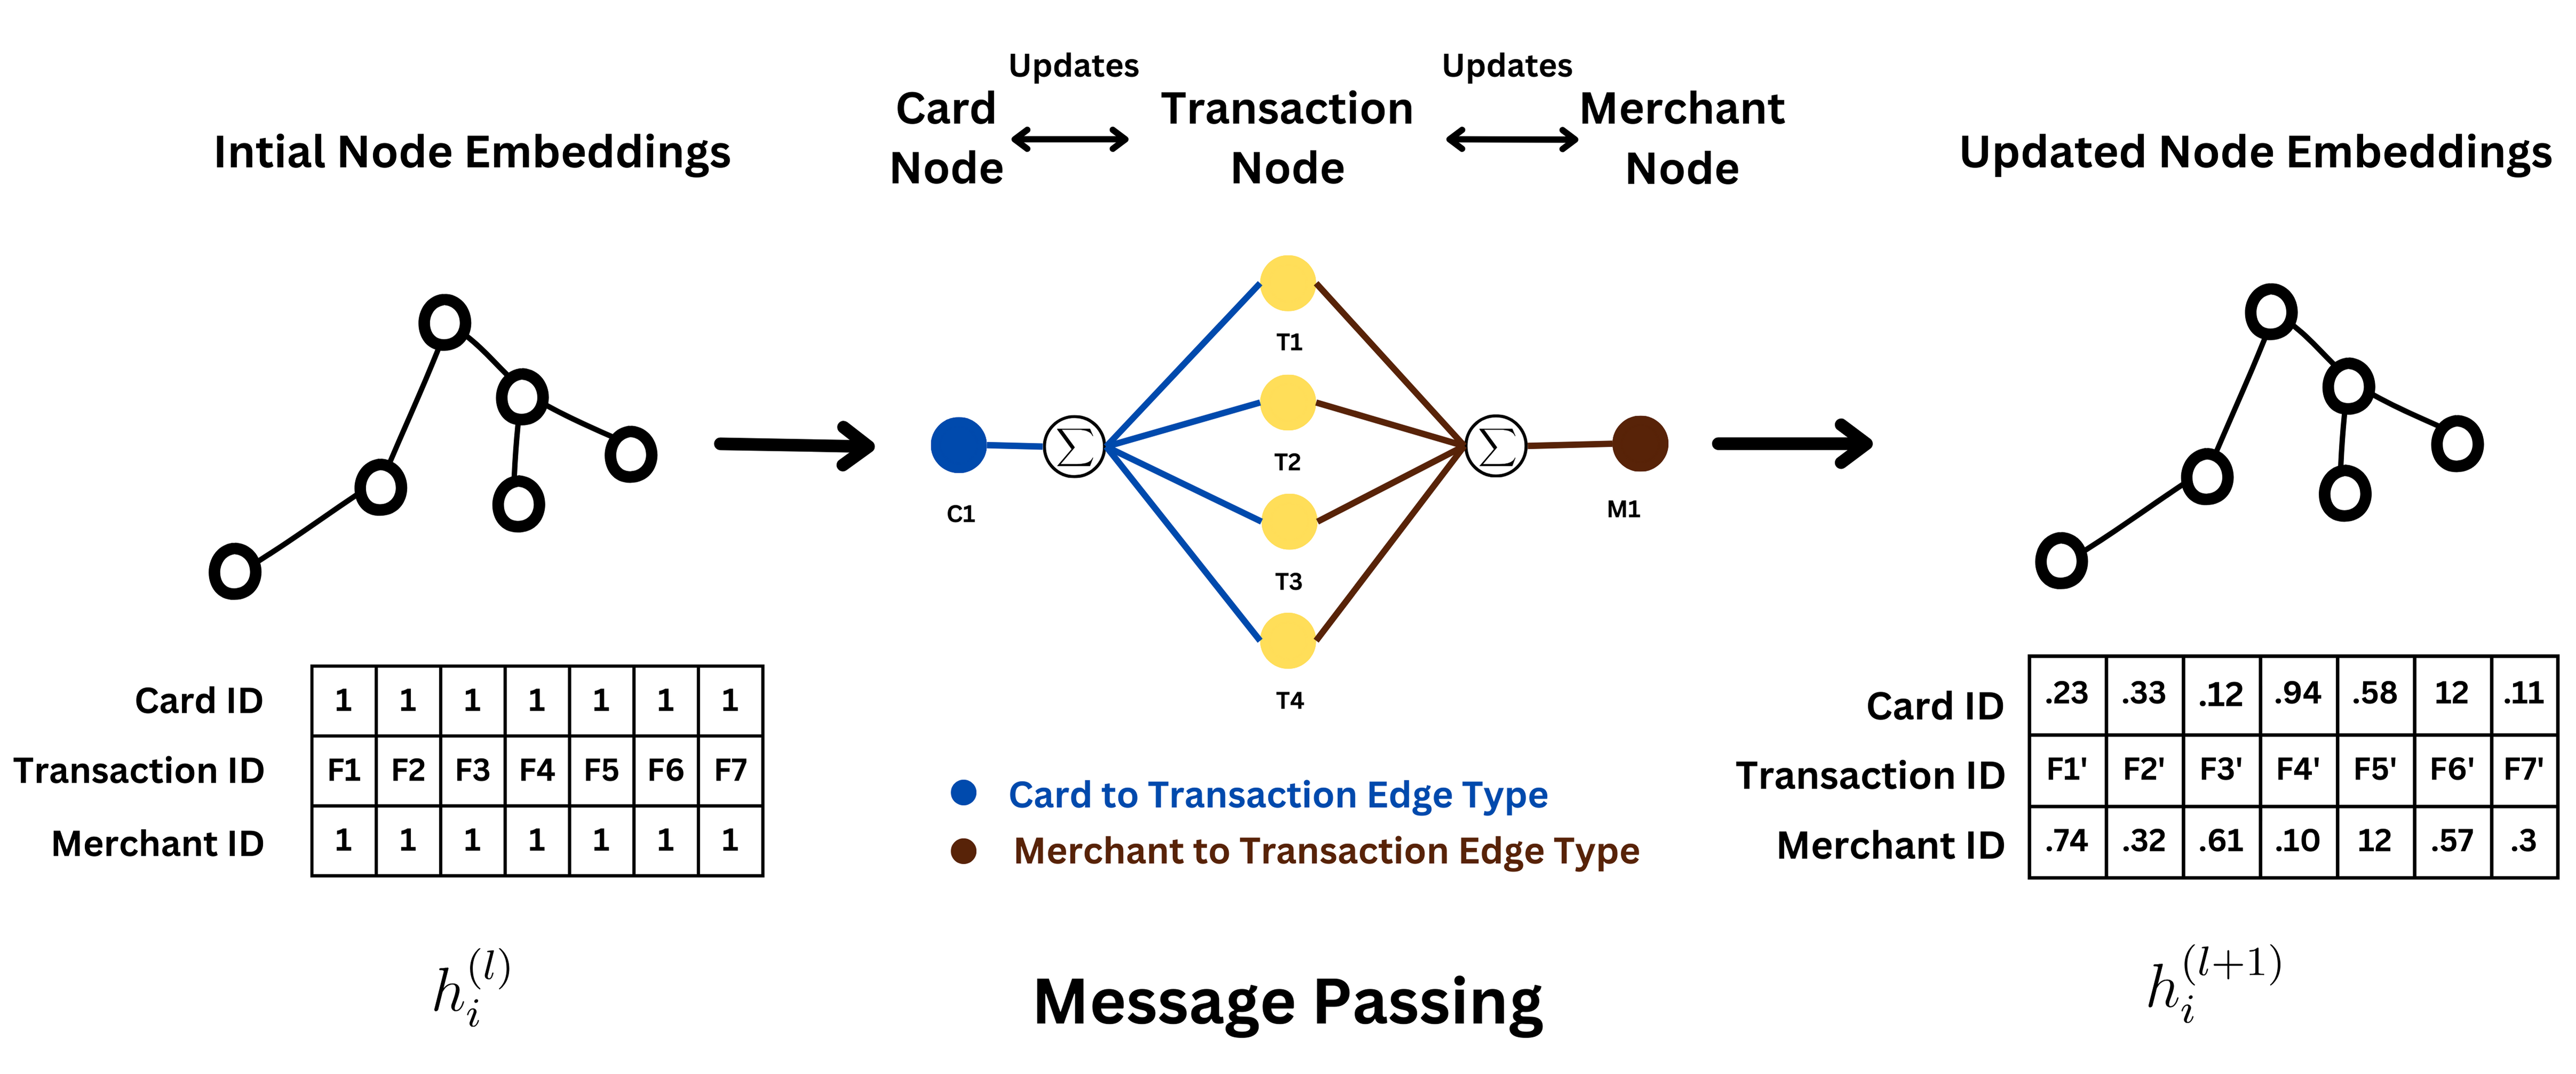 Intial Node Embeddings
Updates
Updates
Card
Node
Transaction
Node
Merchant
Node
Updated Node Embeddings
T1
T2
T3
T4
C1
∑
∑
M1
Card ID 1 1 1 1 1 1 1
Transaction ID F1 F2 F3 F4 F5 F6 F7
Merchant ID 1 1 1 1 1 1 1
h_i^{(l)}
Card to Transaction Edge Type
Merchant to Transaction Edge Type
Message Passing
Card ID .23 .33 .12 .94 .58 12 .11
Transaction ID F1' F2' F3' F4' F5' F6' F7'
Merchant ID .74 .32 .61 .10 12 .57 .3
h_i^{(l+1)}